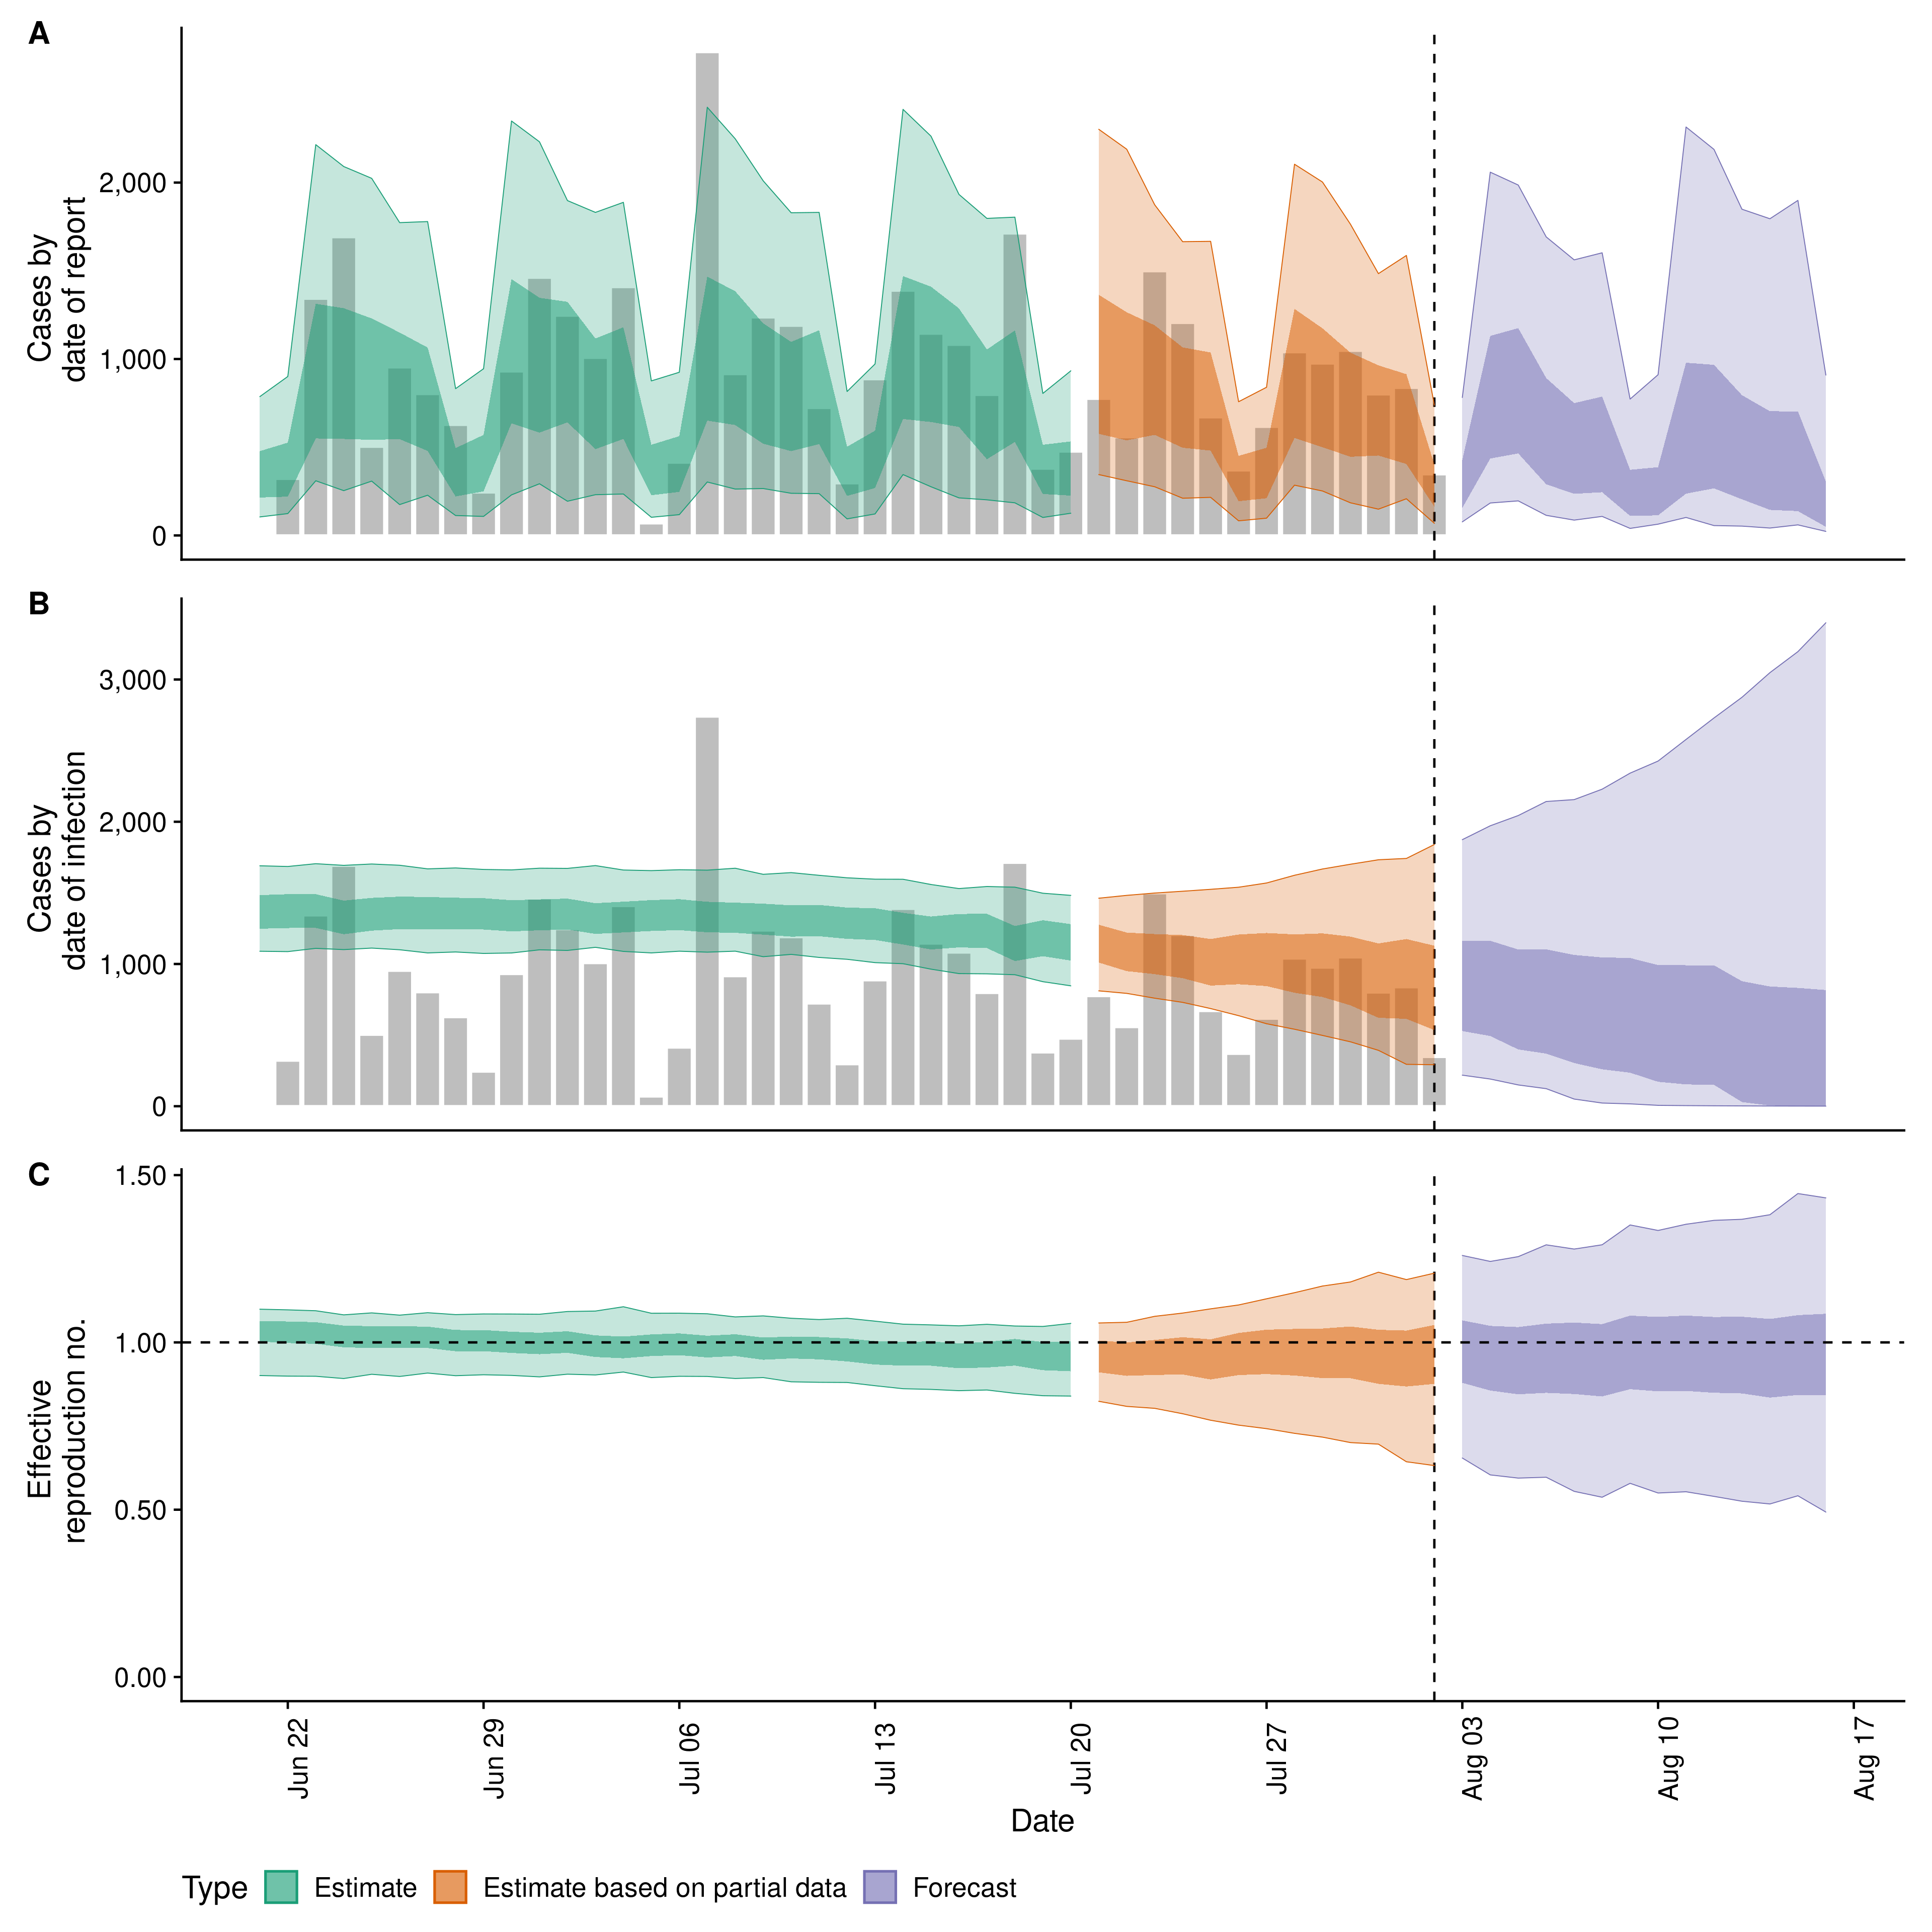 A
Cases by
date of report
2,000
1,000
0
B
Cases by
date of infection
3,000
2,000
1,000
0
C
Effective
reproduction no.
1.50
1.00
0.50
0.00
Jun 22
Jun 29
Jul 06
Jul 13
Jul 20
Jul 27
Aug 03
Aug 10
Aug 17
Date
Type Estimate Estimate based on partial data Forecast